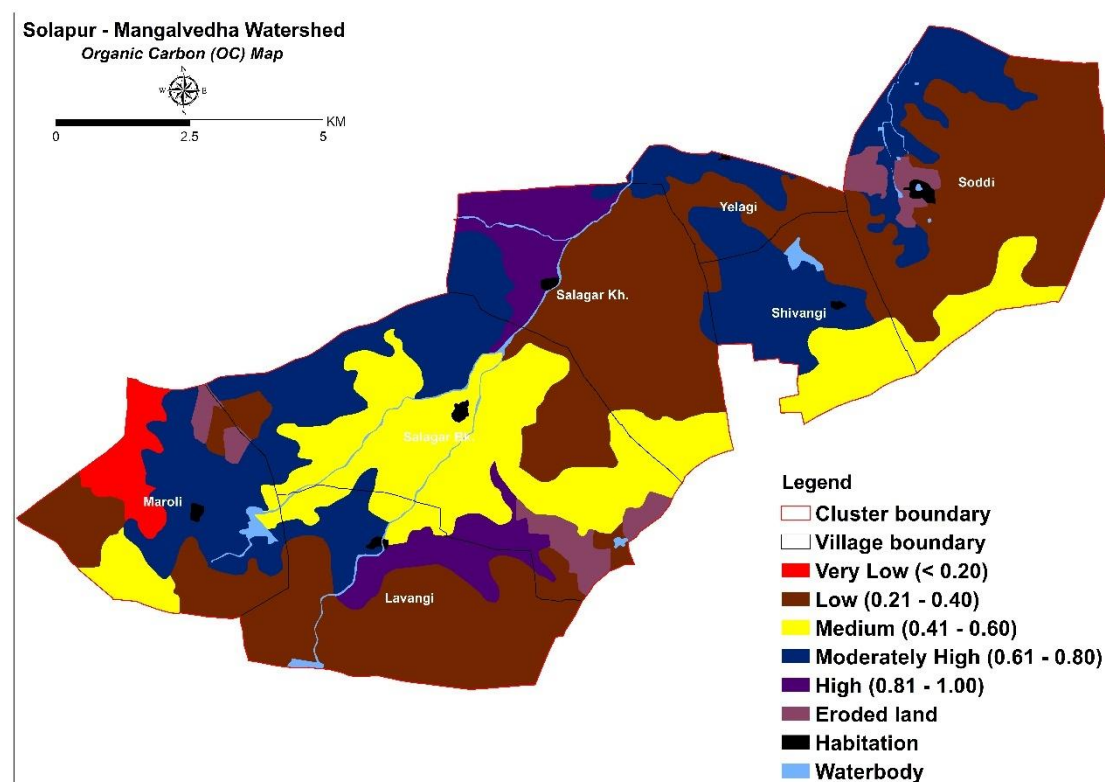 Solapur - Mangalvedha Watershed
Organic Carbon (OC) Map
N
W E
S
KM
0 2.5 5
Soddi
Yelagi
Salagar Kh.
Shivangi
Salagar Bk.
Maroli
Lavangi
Legend
Cluster boundary
Village boundary
Very Low (< 0.20)
Low (0.21 - 0.40)
Medium (0.41 - 0.60)
Moderately High (0.61 - 0.80)
High (0.81 - 1.00)
Eroded land
Habitation
Waterbody